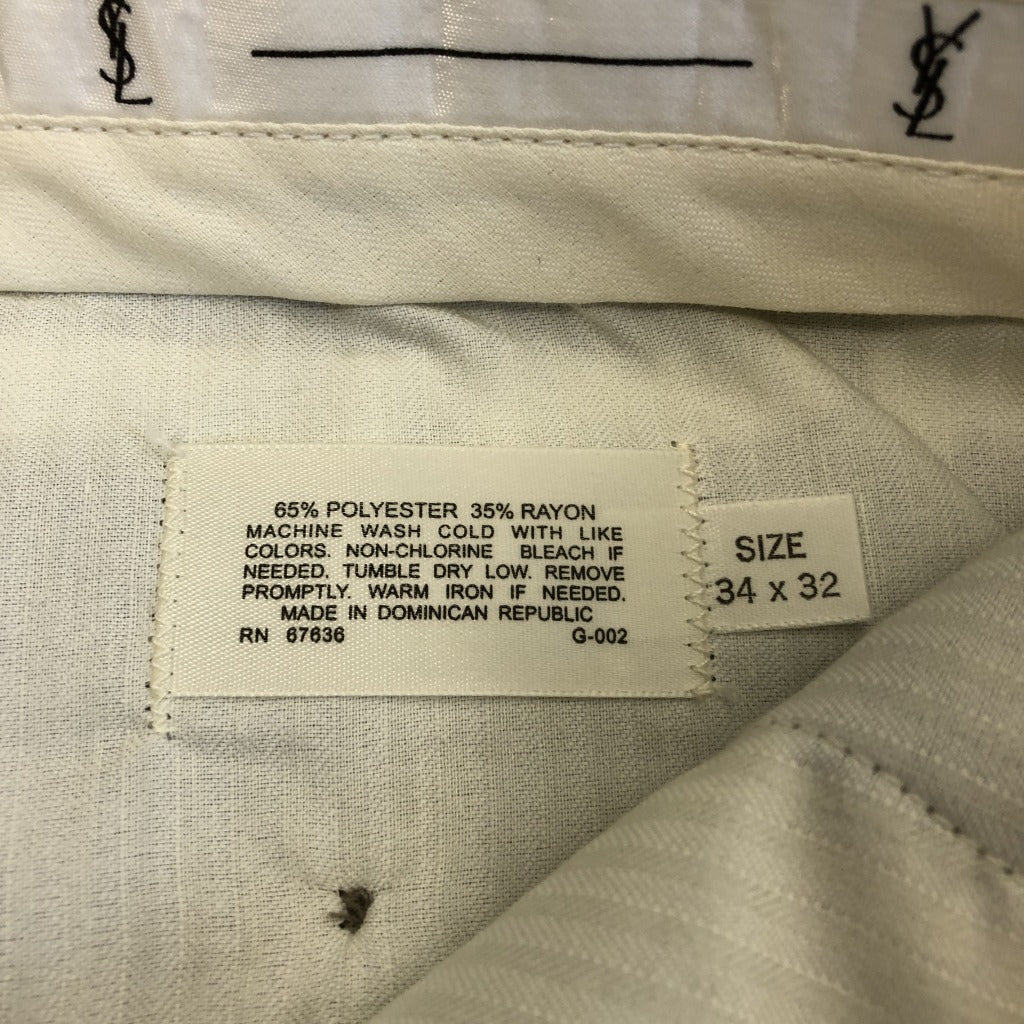 YSL YSL
65% POLYESTER 35% RAYON
MACHINE WASH COLD WITH LIKE
COLORS. NON-CHLORINE BLEACH IF
NEEDED. TUMBLE DRY LOW. REMOVE
PROMPTLY. WARM IRON IF NEEDED.
MADE IN DOMINICAN REPUBLIC
RN 67636 G-002
SIZE
34 x 32